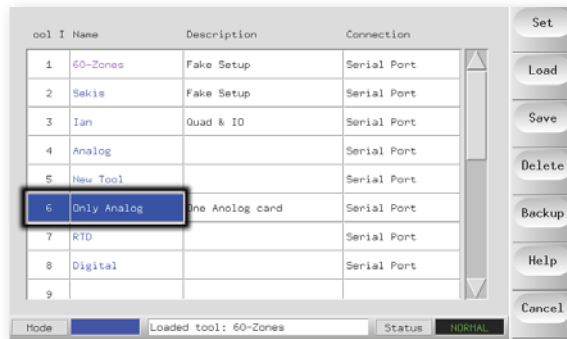 ool I Name Description Connection
1 60-Zones Fake Setup Serial Port
2 Sekis Fake Setup Serial Port
3 Ian Quad & IO Serial Port
4 Analog Serial Port
5 New Tool Serial Port
6 Only Analog One Anolog card Serial Port
7 RTD Serial Port
8 Digital Serial Port
9
Mode Loaded tool: 60-Zones Status NORMAL
Set
Load
Save
Delete
Backup
Help
Cancel